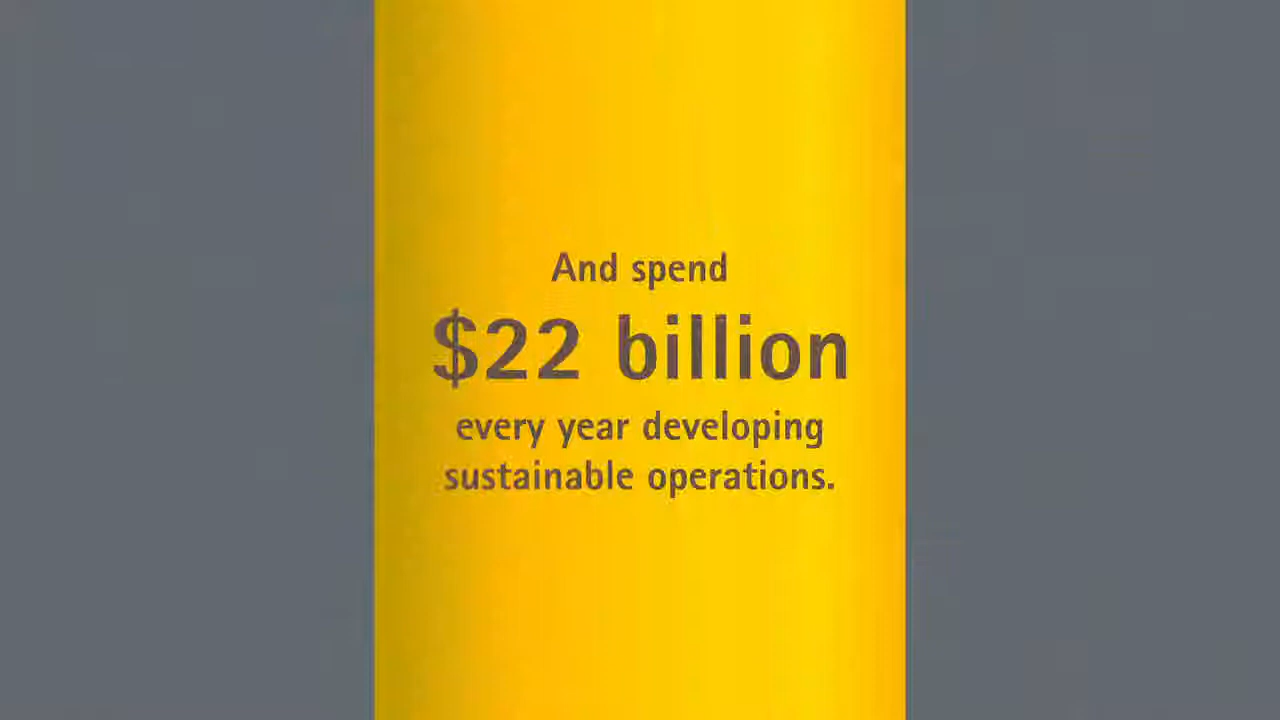 And spend
$22 billion
every year developing
sustainable operations.